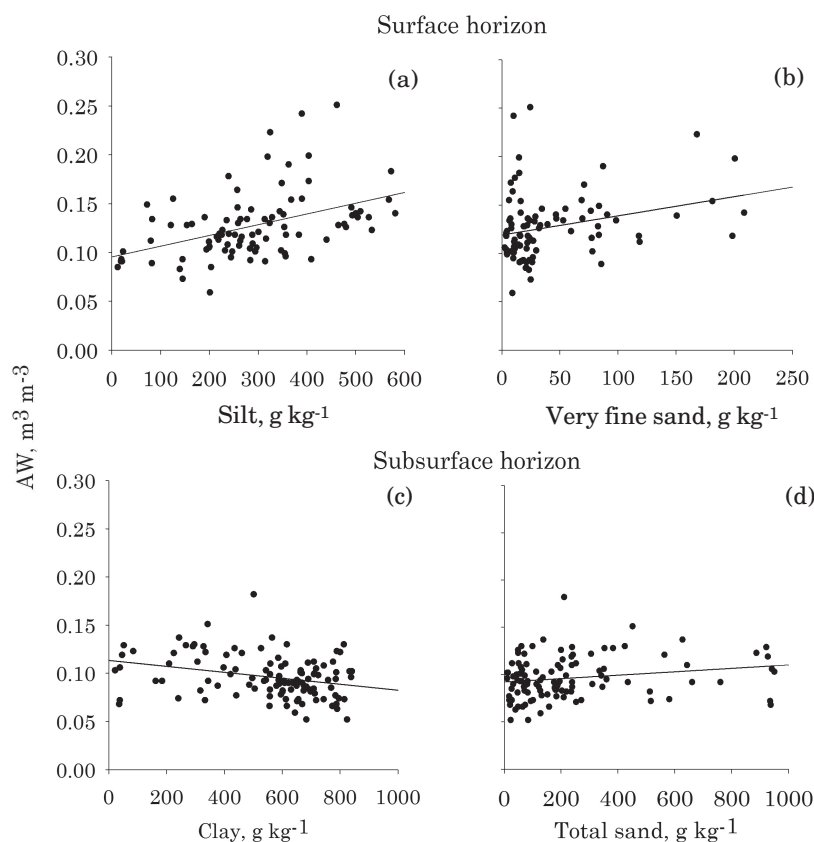 Surface horizon
(a)
(b)
0.30
0.25
0.20
0.15
0.10
0.05
0.00
0 100 200 300 400 500 600
0 50 100 150 200 250
Silt, g kg-1
Very fine sand, g kg-1
AW, m3 m-3
Subsurface horizon
(c)
(d)
0.30
0.25
0.20
0.15
0.10
0.05
0.00
0 200 400 600 800 1000
0 200 400 600 800 1000
Clay, g kg-1
Total sand, g kg-1